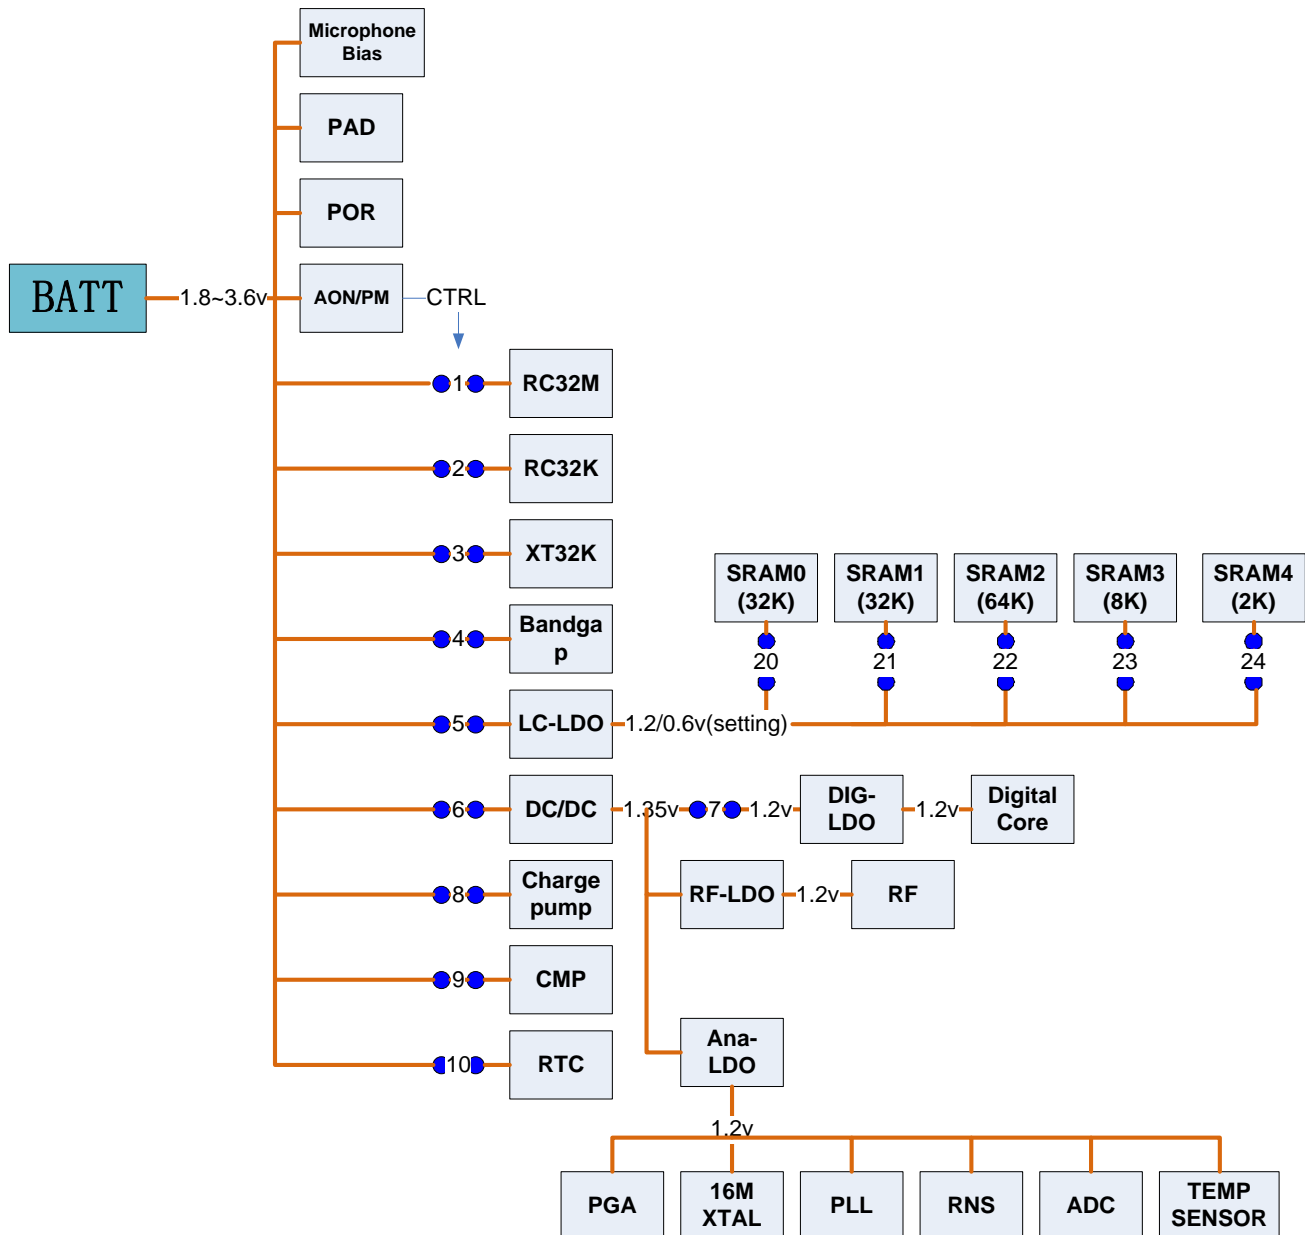 Microphone
Bias
PAD
POR
BATT
1.8~3.6v
AON/PM
CTRL
1
RC32M
2
RC32K
3
XT32K
SRAM0
(32K)
SRAM1
(32K)
SRAM2
(64K)
SRAM3
(8K)
SRAM4
(2K)
4
Bandga
p
20
21
22
23
24
5
LC-LDO
1.2/0.6v(setting)
6
DC/DC
1.35v
7
1.2v
DIG-
LDO
1.2v
Digital
Core
8
Charge
pump
RF-LDO
1.2v
RF
9
CMP
10
RTC
Ana-
LDO
1.2v
PGA
16M
XTAL
PLL
RNS
ADC
TEMP
SENSOR